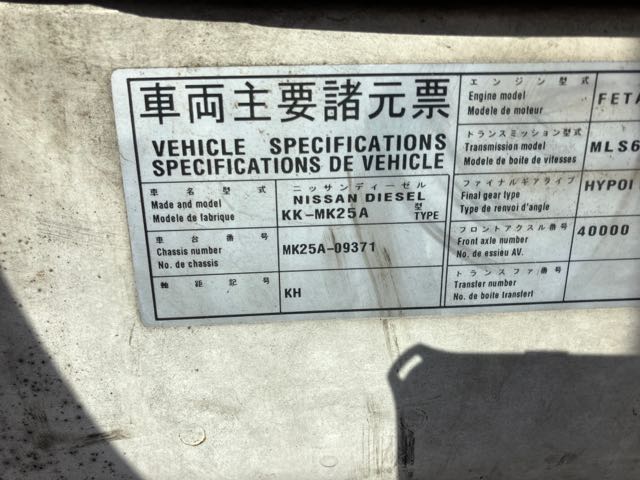 車両主要諸元票
VEHICLE SPECIFICATIONS
SPECIFICATIONS DE VEHICLE
車名型式
Made and model
Modele de fabrique
ニッサンディーゼル
NISSAN DIESEL
KK-MK25A 型
TYPE
車台番号
Chassis number
No. de chassis
MK25A-09371
軸距記号
KH
エンジン型式
Engine model
Modele de moteur
FETA
トランスミッション型式
Transmission model
Modele de boite de vitesses
MLS6
ファイナルギアタイプ
Final gear type
Type de renvoi d'angle
HYPOI
フロントアクスル番号
Front axle number
No. de essieu AV.
40000
トランスファ番号
Transfer number
No. de boite transfert